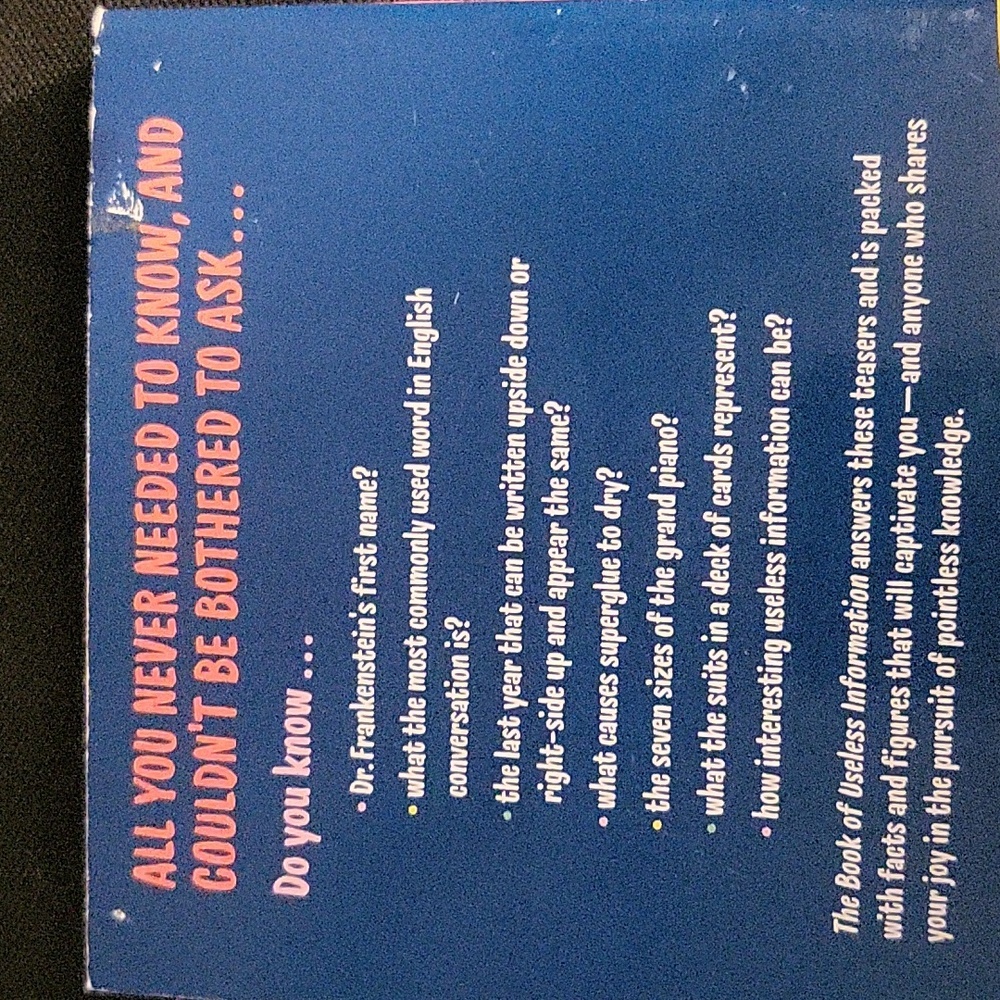 ALL YOU NEVER NEEDED TO KNOW, AND
COULDN'T BE BOTHERED TO ASK....
Do you know ...
• Dr. Frankenstein's first name?
• what the most commonly used word in English
conversation is?
• the last year that can be written upside down or
right-side up and appear the same?
• what causes superglue to dry?
• the seven sizes of the grand piano?
• what the suits in a deck of cards represent?
• how interesting useless information can be?
The Book of Useless Information answers these teasers and is packed
with facts and figures that will captivate you—and anyone who shares
your joy in the pursuit of pointless knowledge.